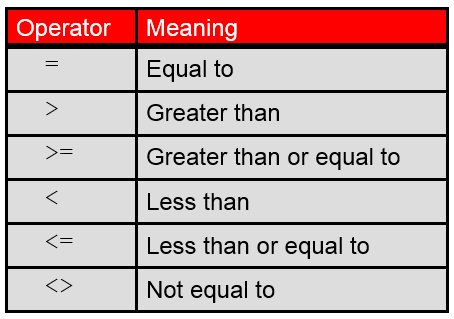 Operator Meaning
= Equal to
> Greater than
>= Greater than or equal to
< Less than
<= Less than or equal to
<> Not equal to